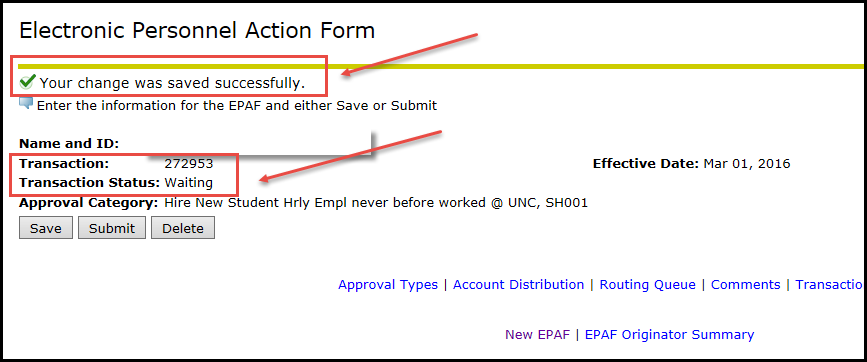 Electronic Personnel Action Form
Your change was saved successfully.
Enter the information for the EPAF and either Save or Submit
Name and ID:
Transaction: 272953 Effective Date: Mar 01, 2016
Transaction Status: Waiting
Approval Category: Hire New Student Hrly Empl never before worked @ UNC, SH001
Save Submit Delete
Approval Types | Account Distribution | Routing Queue | Comments | Transactio
New EPAF | EPAF Originator Summary